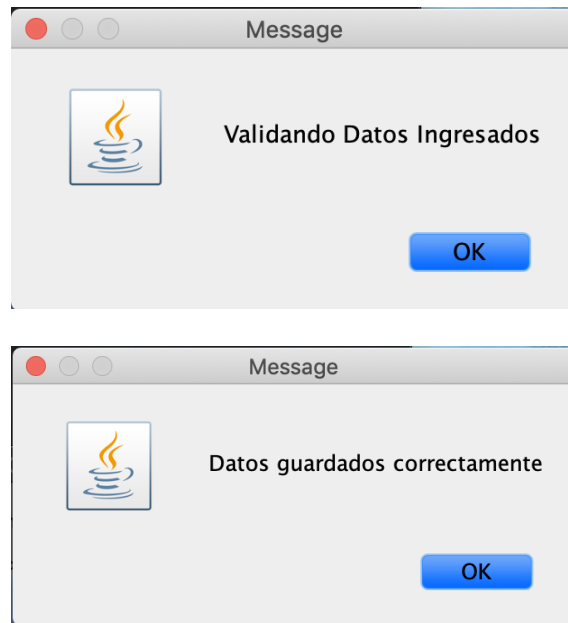 Message
Validando Datos Ingresados
OK
Message
Datos guardados correctamente
OK